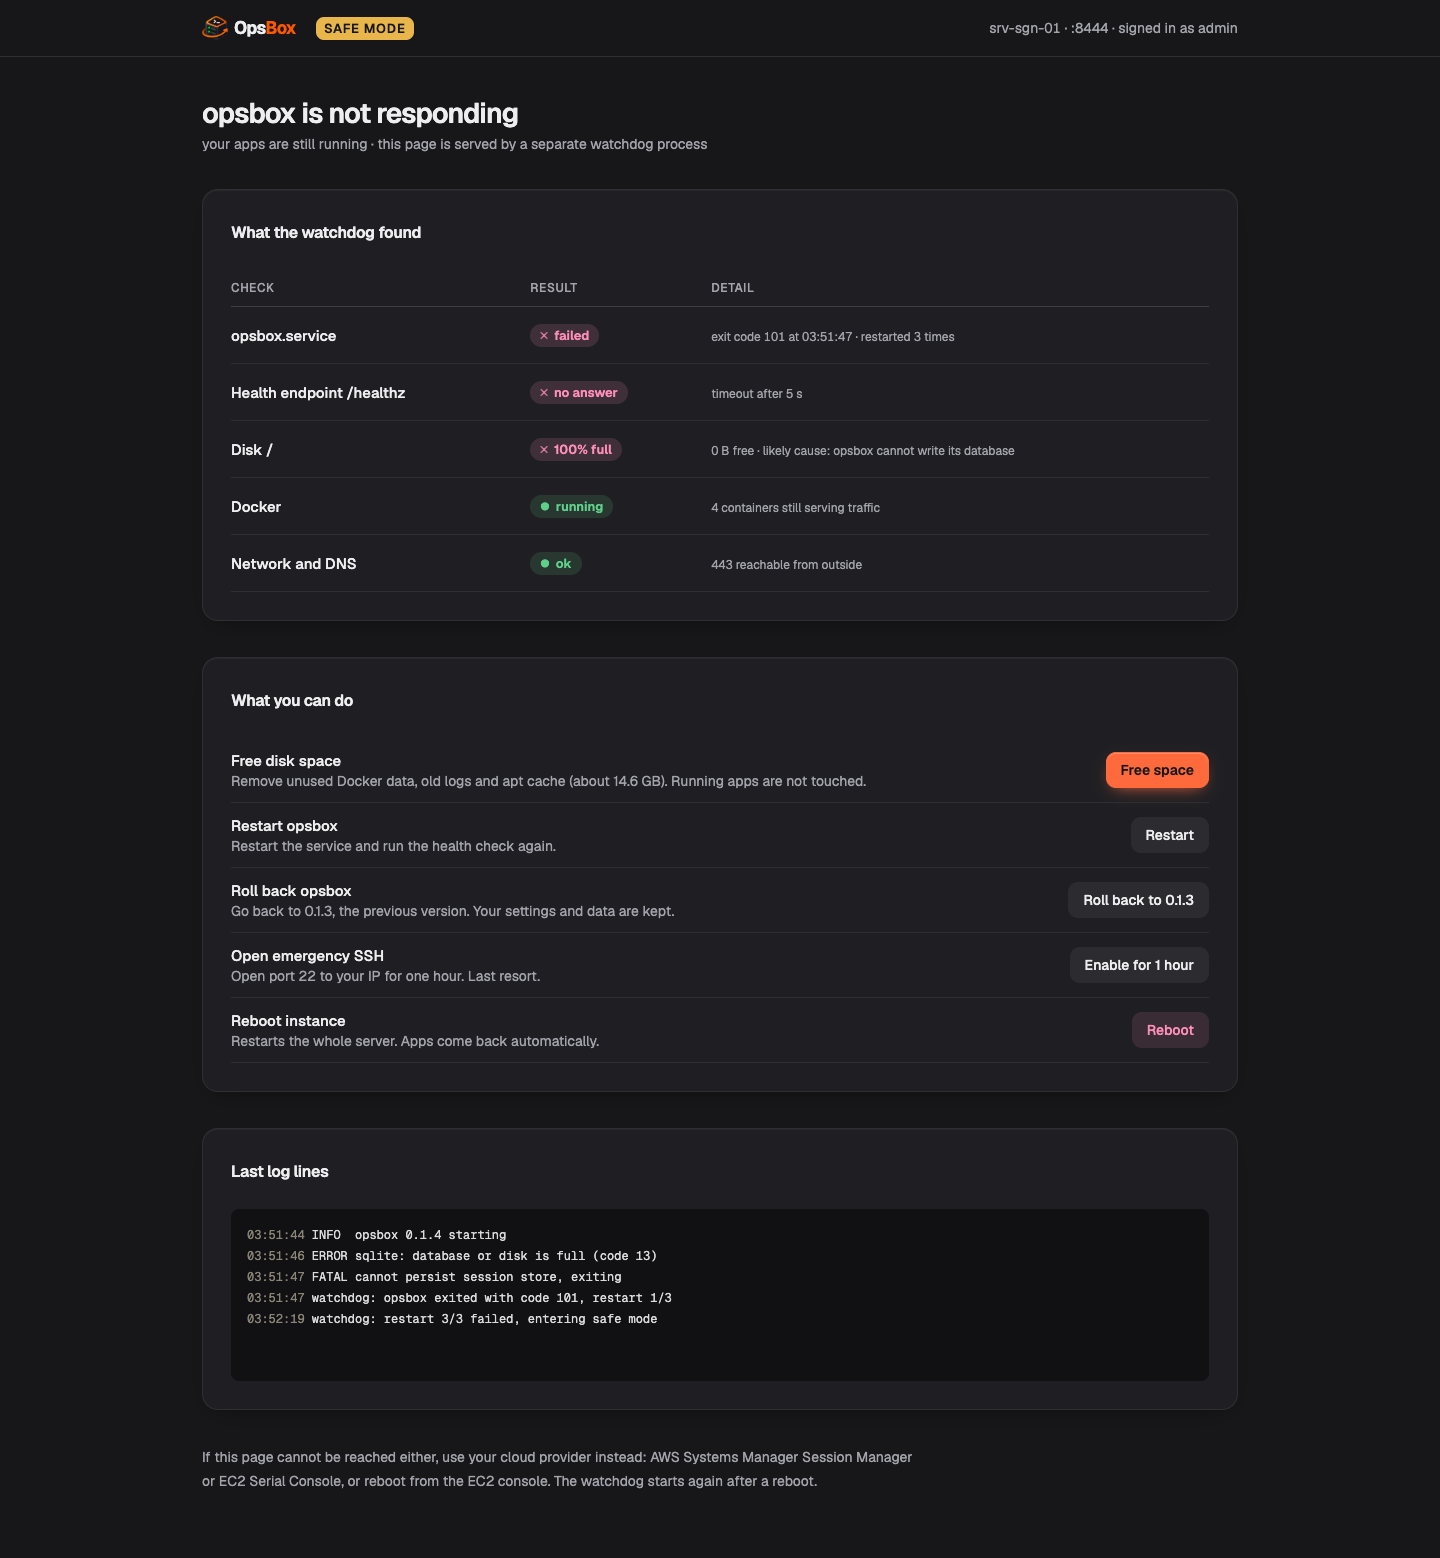 OpsBox SAFE MODE srv-sgn-01 · :8444 · signed in as admin
opsbox is not responding
your apps are still running · this page is served by a separate watchdog process
What the watchdog found
CHECK RESULT DETAIL
opsbox.service × failed exit code 101 at 03:51:47 · restarted 3 times
Health endpoint /healthz × no answer timeout after 5 s
Disk / × 100% full 0 B free · likely cause: opsbox cannot write its database
Docker ● running 4 containers still serving traffic
Network and DNS ● ok 443 reachable from outside
What you can do
Free disk space
Remove unused Docker data, old logs and apt cache (about 14.6 GB). Running apps are not touched.
Free space
Restart opsbox
Restart the service and run the health check again.
Restart
Roll back opsbox
Go back to 0.1.3, the previous version. Your settings and data are kept.
Roll back to 0.1.3
Open emergency SSH
Open port 22 to your IP for one hour. Last resort.
Enable for 1 hour
Reboot instance
Restarts the whole server. Apps come back automatically.
Reboot
Last log lines
03:51:44 INFO  opsbox 0.1.4 starting
03:51:46 ERROR sqlite: database or disk is full (code 13)
03:51:47 FATAL cannot persist session store, exiting
03:51:47 watchdog: opsbox exited with code 101, restart 1/3
03:52:19 watchdog: restart 3/3 failed, entering safe mode
If this page cannot be reached either, use your cloud provider instead: AWS Systems Manager Session Manager
or EC2 Serial Console, or reboot from the EC2 console. The watchdog starts again after a reboot.